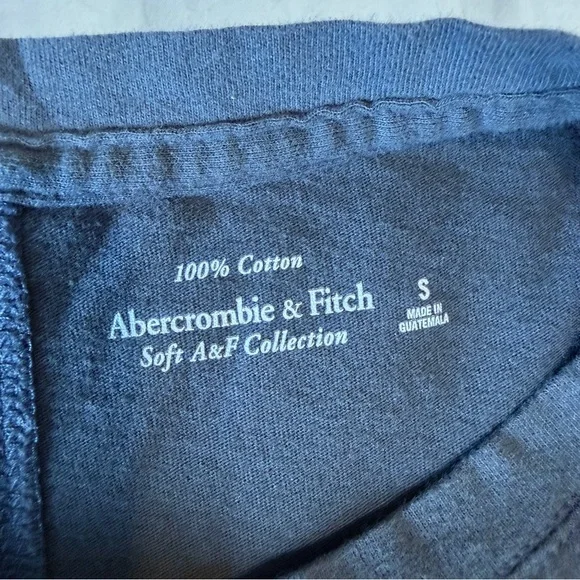 100% Cotton
Abercrombie & Fitch
Soft A&F Collection
S
MADE IN
GUATEMALA